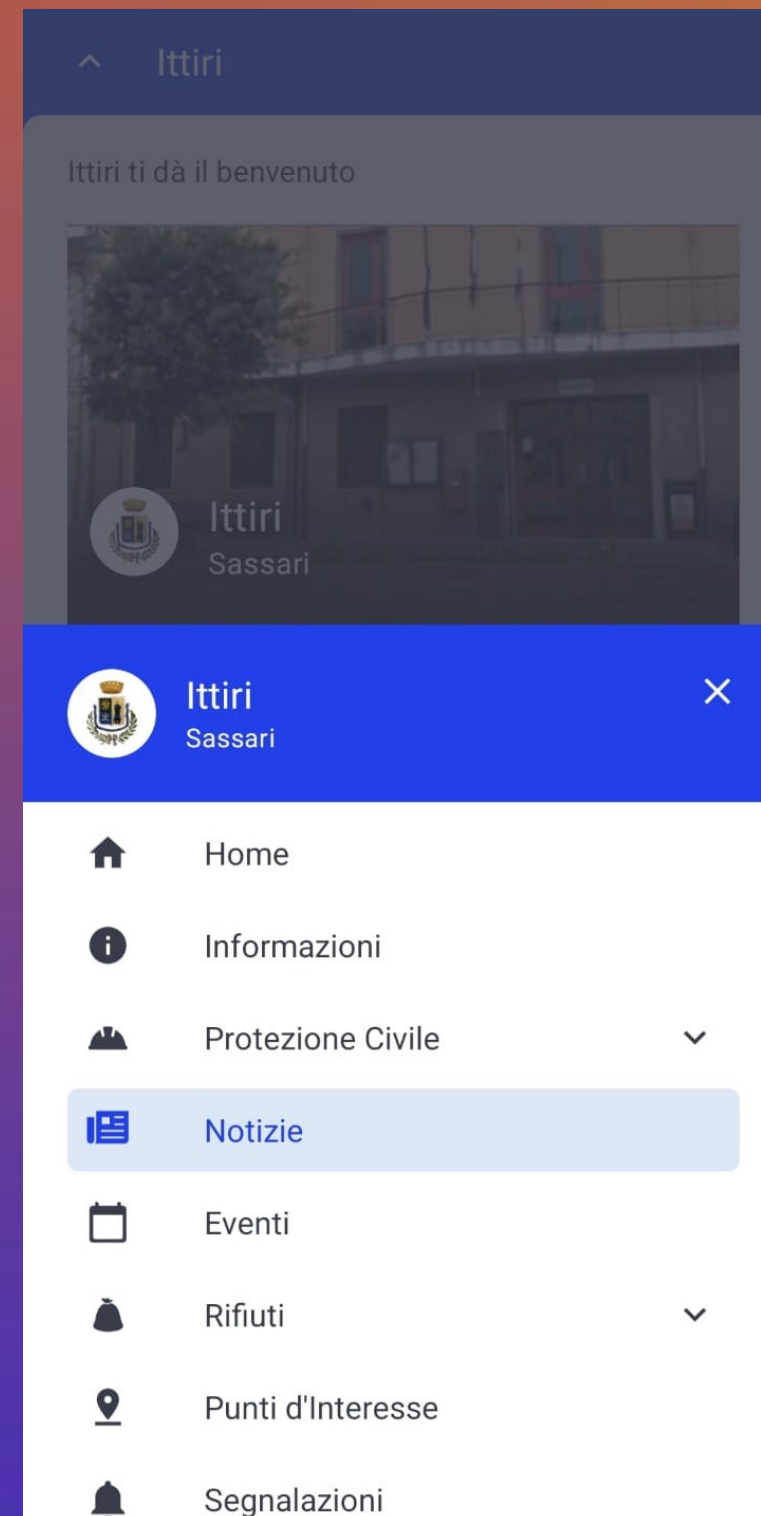 Ittiri
Ittiri ti dà il benvenuto
Ittiri
Sassari
Ittiri
Sassari
Home
Informazioni
Protezione Civile
Notizie
Eventi
Rifiuti
Punti d'Interesse
Segnalazioni